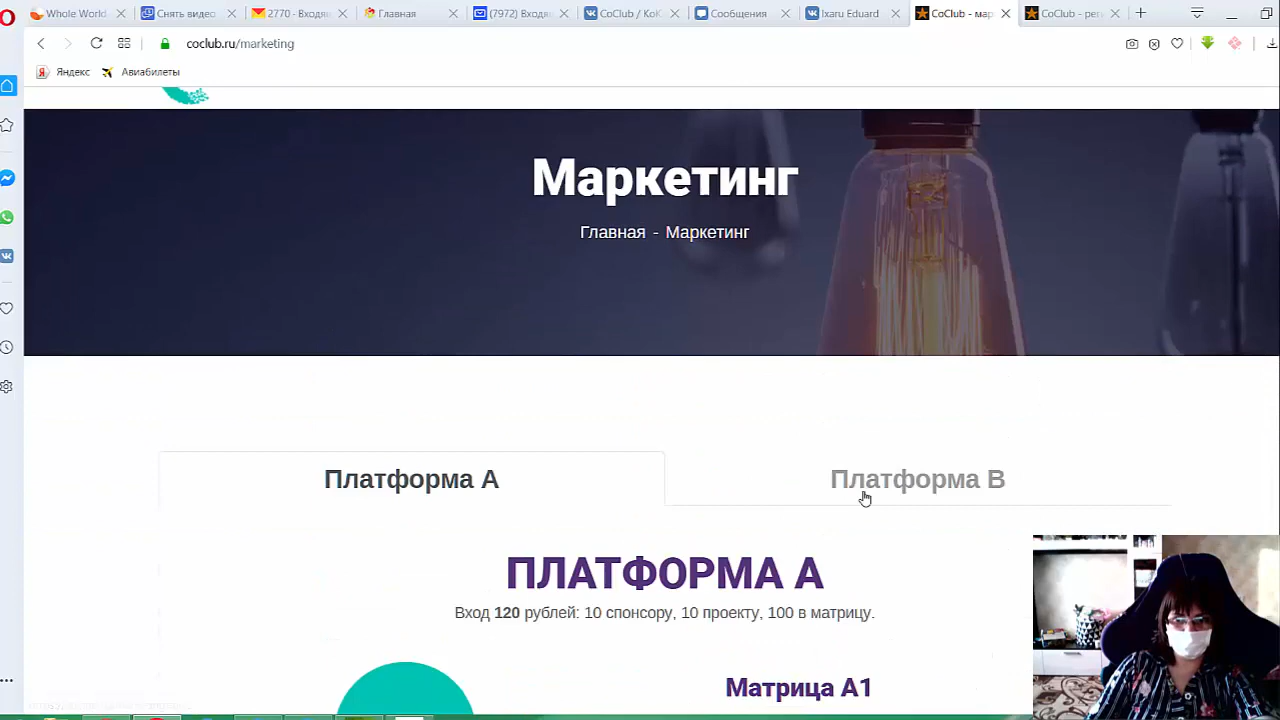 Whole World
Снять видео
2770 - Входян
Главная
(7972) Входящ
CoClub / КоК
Сообщения
Ixaru Eduard
CoClub - мар
CoClub - рег
coclub.ru/marketing
Яндекс
Авиабилеты
Маркетинг
Главная - Маркетинг
Платформа А
Платформа В
ПЛАТФОРМА А
Вход 120 рублей: 10 спонсору, 10 проекту, 100 в матрицу.
Матрица А1